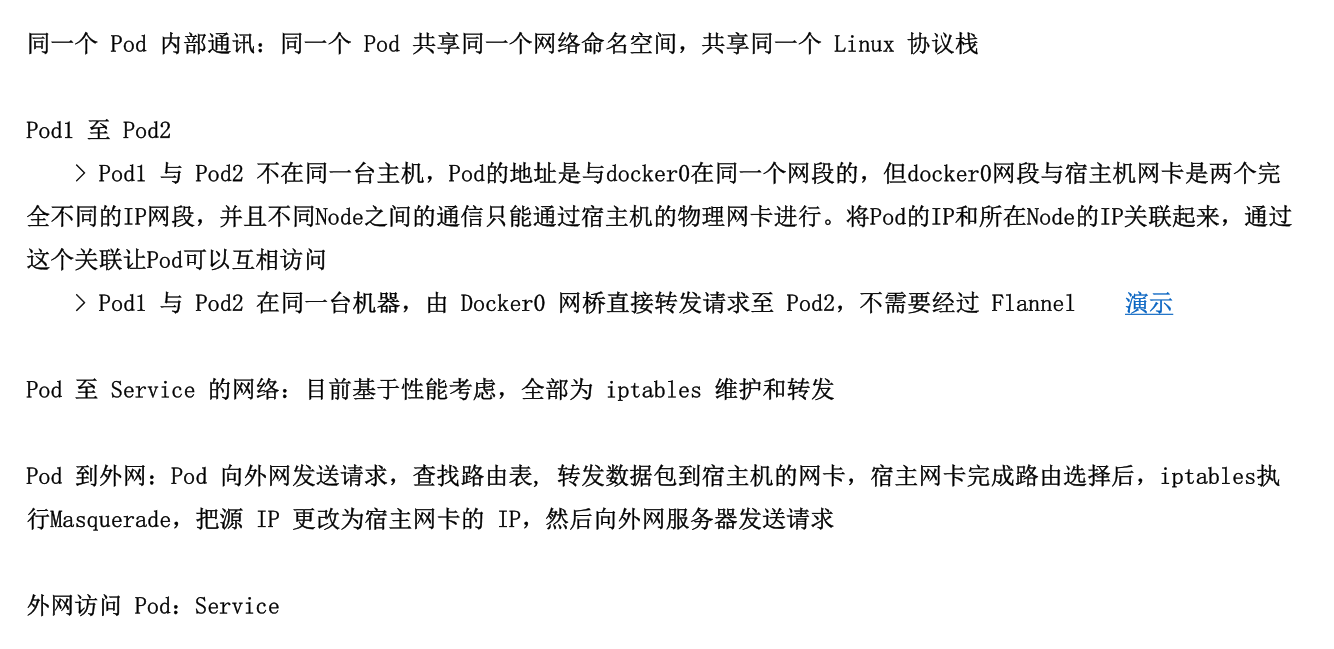 同一个 Pod 内部通讯：同一个 Pod 共享同一个网络命名空间，共享同一个 Linux 协议栈
Pod1 至 Pod2
> Pod1 与 Pod2 不在同一台主机，Pod的地址是与docker0在同一个网段的，但docker0网段与宿主机网卡是两个完
全不同的IP网段，并且不同Node之间的通信只能通过宿主机的物理网卡进行。将Pod的IP和所在Node的IP关联起来，通过
这个关联让Pod可以互相访问
> Pod1 与 Pod2 在同一台机器，由 Docker0 网桥直接转发请求至 Pod2，不需要经过 Flannel 演示
Pod 至 Service 的网络：目前基于性能考虑，全部为 iptables 维护和转发
Pod 到外网：Pod 向外网发送请求，查找路由表, 转发数据包到宿主机的网卡，宿主网卡完成路由选择后，iptables执
行Masquerade，把源 IP 更改为宿主网卡的 IP，然后向外网服务器发送请求
外网访问 Pod：Service